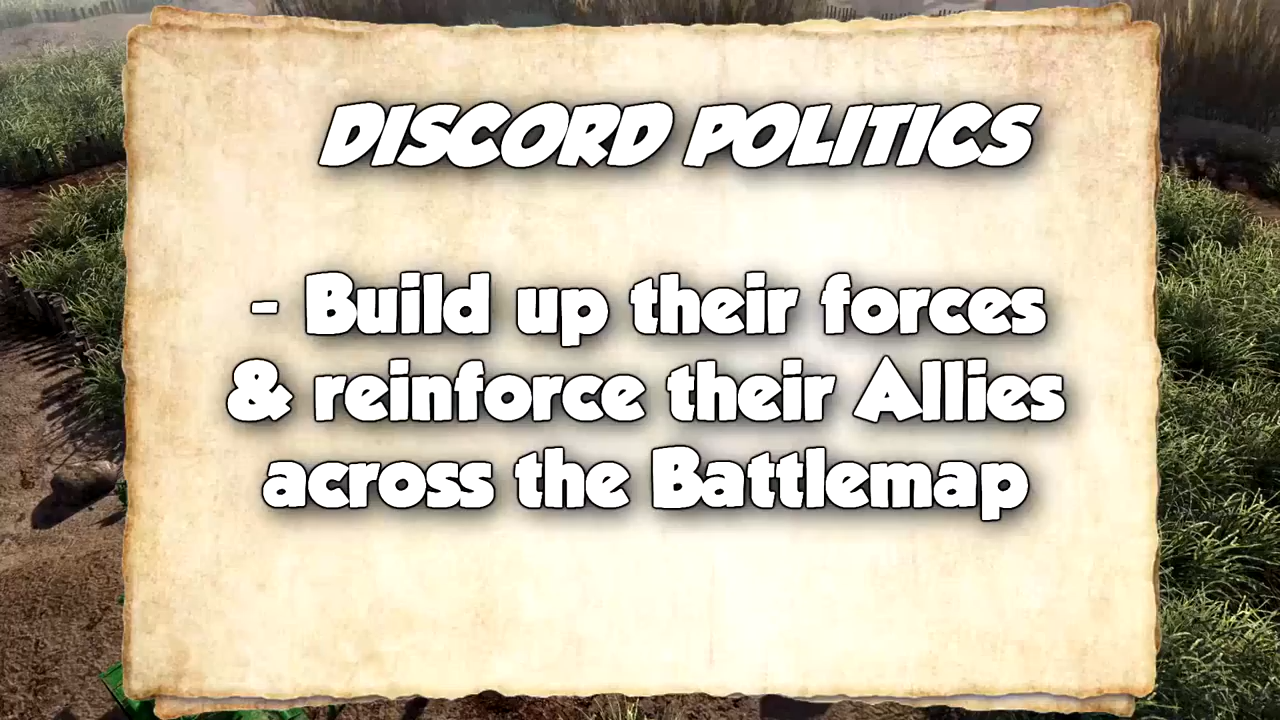 DISCORD POLITICS
- Build up their forces
& reinforce their Allies
across the Battlemap